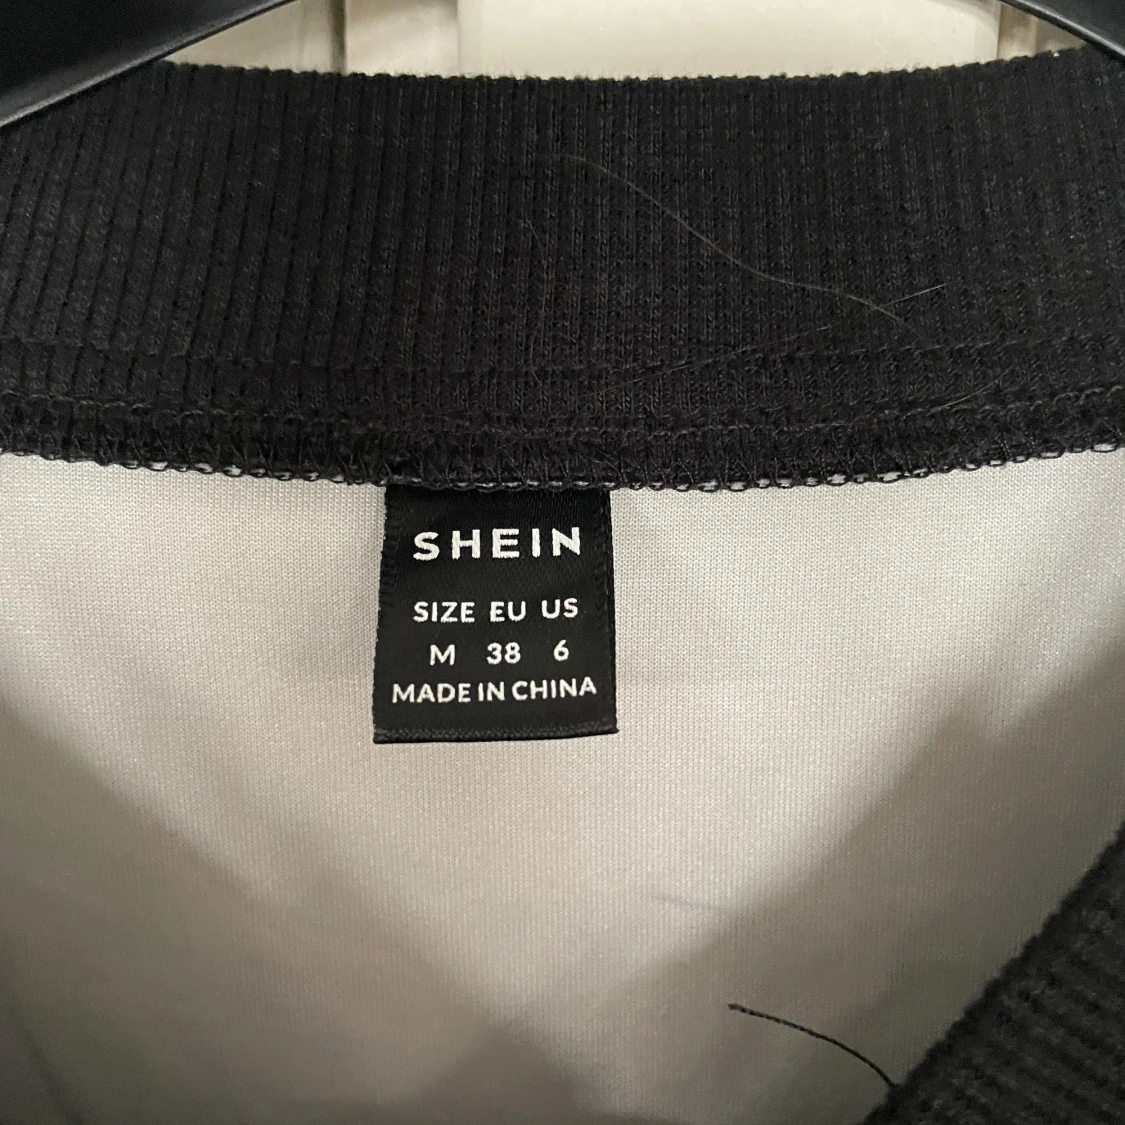 SHEIN
SIZE EU US
M 38 6
MADE IN CHINA